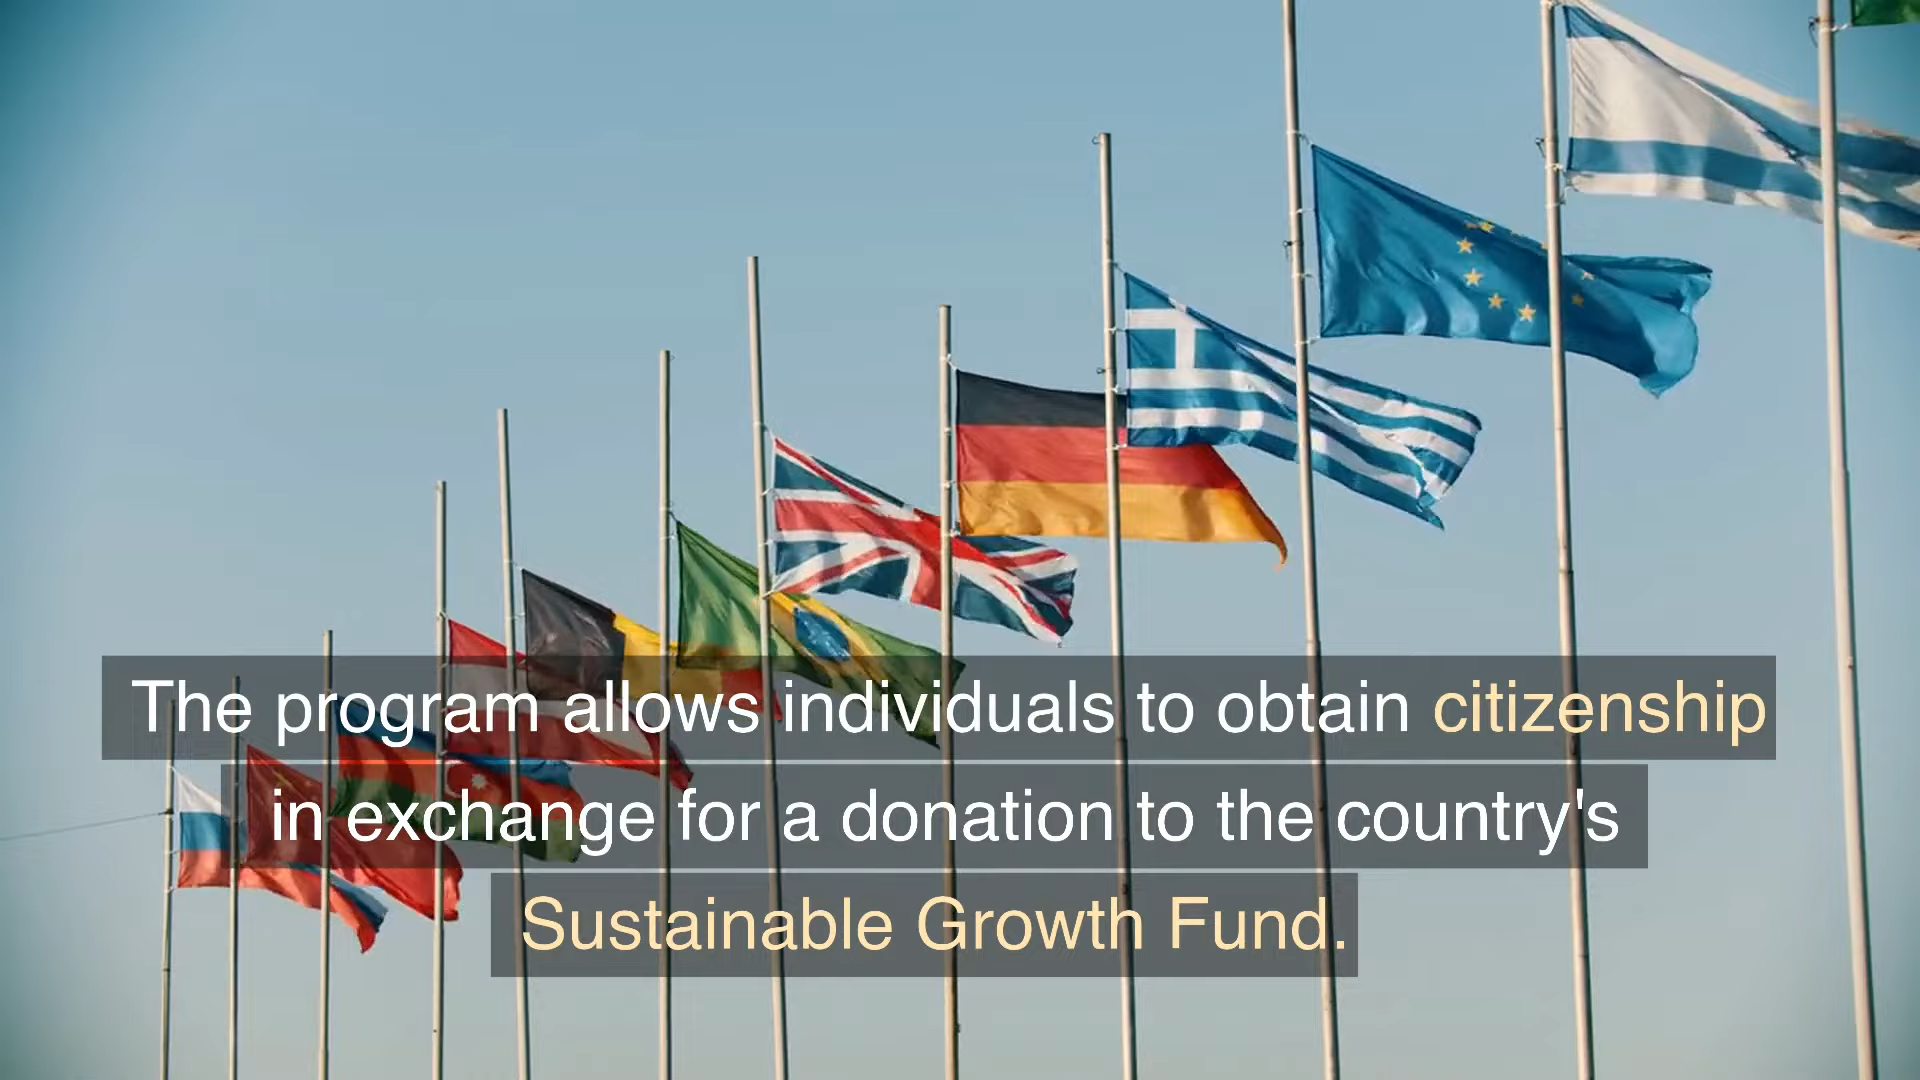 The program allows individuals to obtain citizenship
in exchange for a donation to the country's
Sustainable Growth Fund.